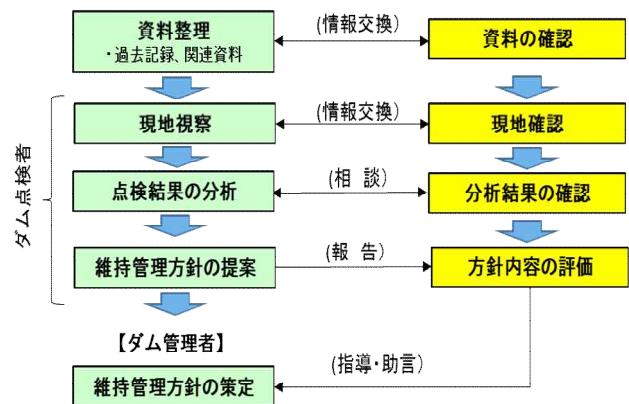 資料整理
・過去記録、関連資料
(情報交換)
資料の確認
ダム点検者
現地視察
(情報交換)
現地確認
点検結果の分析
(相 談)
分析結果の確認
維持管理方針の提案
(報 告)
方針内容の評価
【ダム管理者】
(指導・助言)
維持管理方針の策定